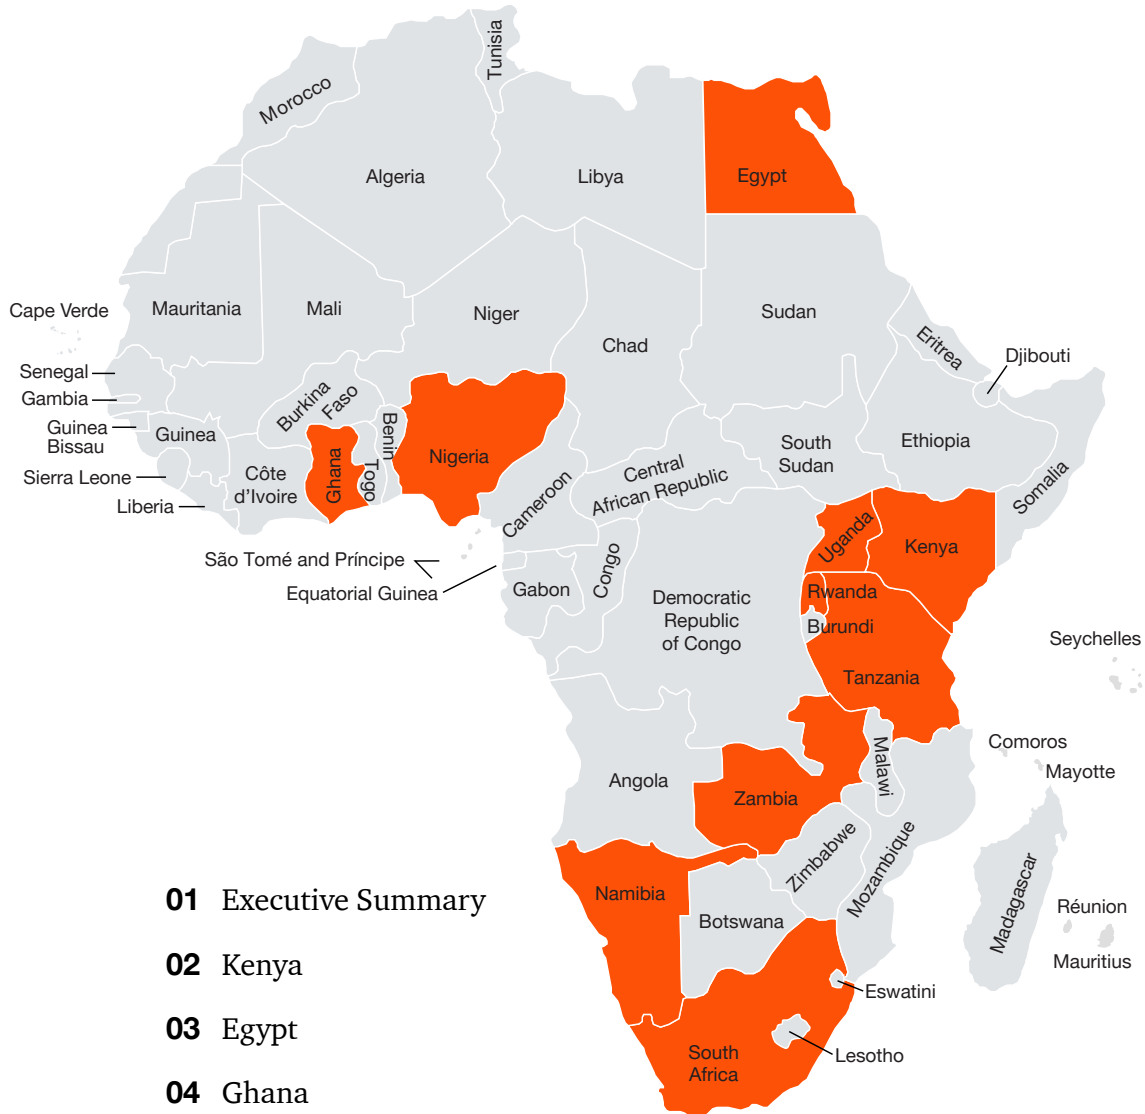 Tunisia
Morocco
Algeria
Libya
Egypt
Cape Verde
Mauritania
Mali
Niger
Chad
Sudan
Eritrea
Djibouti
Senegal
Gambia
Guinea
Bissau
Guinea
Burkina
Faso
Benin
Nigeria
Ghana
Togo
Côte
d'Ivoire
Sierra Leone
Liberia
Cameroon
Central
African Republic
South
Sudan
Ethiopia
Somalia
São Tomé and Príncipe
Equatorial Guinea
Gabon
Congo
Democratic
Republic
of Congo
Uganda
Kenya
Rwanda
Burundi
Tanzania
Seychelles
Comoros
Mayotte
Angola
Zambia
Malawi
Mozambique
Zimbabwe
Namibia
Botswana
Madagascar
Réunion
Mauritius
Eswatini
Lesotho
South
Africa
01 Executive Summary
02 Kenya
03 Egypt
04 Ghana